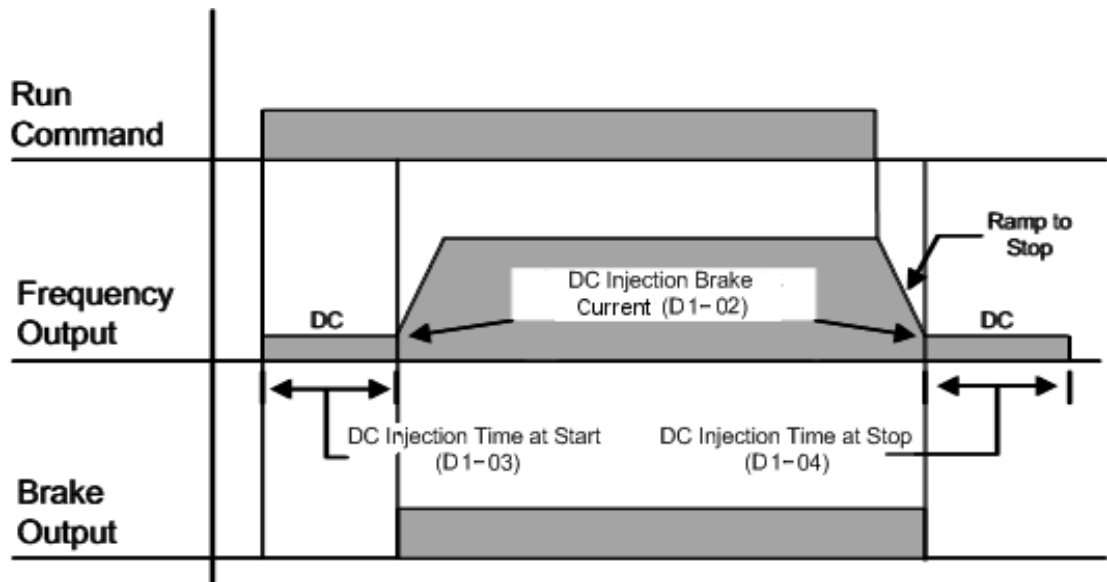 Run
Command
Ramp to
Stop
Frequency
Output
DC
DC Injection Brake
Current (D1-02)
DC
DC Injection Time at Start
(D1-03)
DC Injection Time at Stop
(D1-04)
Brake
Output